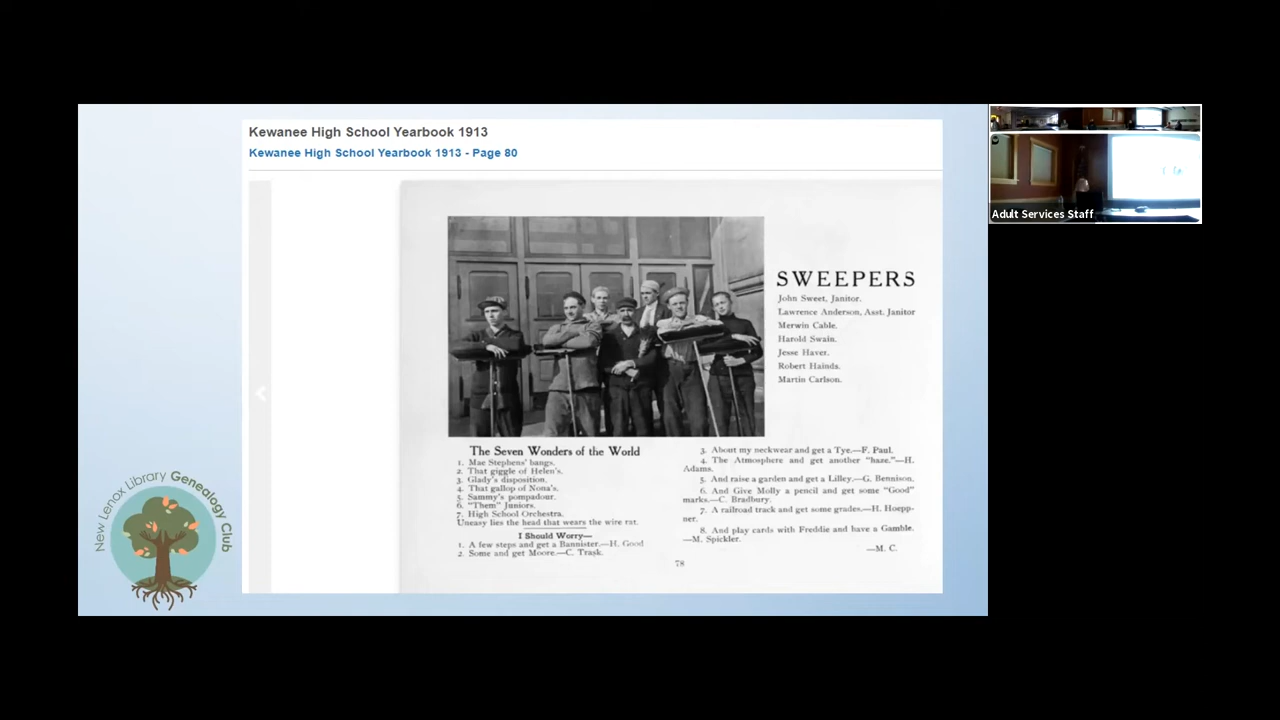 Kewanee High School Yearbook 1913
Kewanee High School Yearbook 1913 - Page 80
SWEEPERS
John Sweet, Janitor.
Lawrence Anderson, Asst. Janitor
Merwin Cable.
Harold Swain.
Jesse Haver.
Robert Hainds.
Martin Carlson.
The Seven Wonders of the World
1. Mae Stephens' bangs.
2. That giggle of Helen's.
3. Glady's disposition.
4. That gallop of Nona's.
5. Sammy's pompadour.
6. "Them" Juniors.
7. High School Orchestra.
Uneasy lies the head that wears the wire rat.
I Should Worry—
1. A few steps and get a Bannister.—H. Good
2. Some and get Moore.—C. Trask.
3. About my neckwear and get a Tye.—F. Paul.
4. The Atmosphere and get another "haze."—H.
Adams.
5. And raise a garden and get a Lilley.—G. Bennison.
6. And Give Molly a pencil and get some "Good"
marks.—C. Bradbury.
7. A railroad track and get some grades.—H. Hoepp-
ner.
8. And play cards with Freddie and have a Gamble.
—M. Spickler.
—M. C.
78
New Lenox Library Genealogy Club
Adult Services Staff